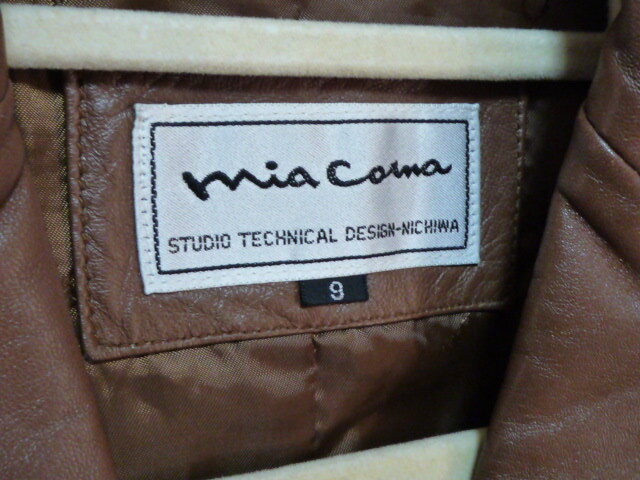 mia Coma
STUDIO TECHNICAL DESIGN-NICHIWA
9